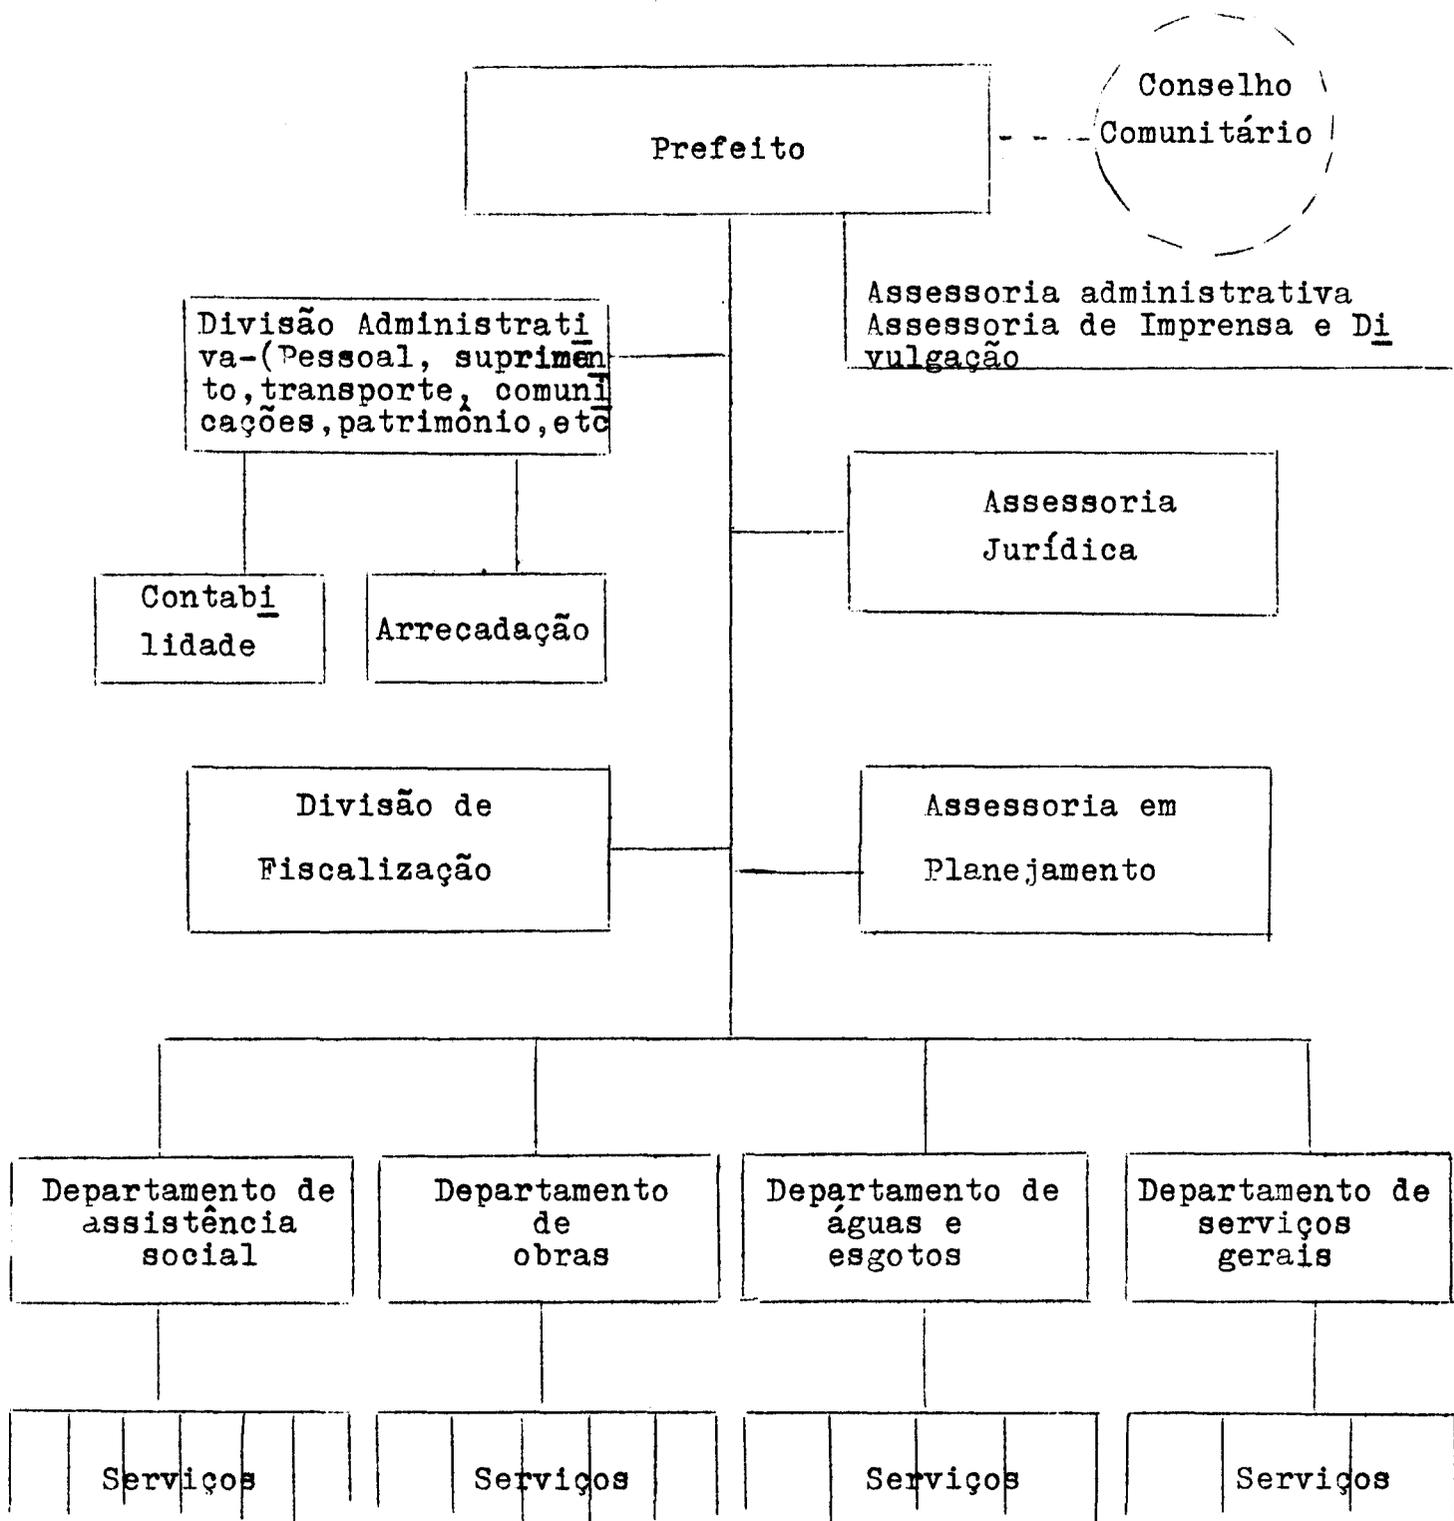 Conselho
Comunitário
Prefeito
Assessoria administrativa
Assessoria de Imprensa e Di
vulgação
Divisão Administrati
va-(Pessoal, suprimen
to,transporte, comuni
cações,patrimônio,etc
Assessoria
Jurídica
Contabi
lidade
Arrecadação
Divisão de
Fiscalização
Assessoria em
Planejamento
Departamento de
assistência
social
Departamento
de
obras
Departamento de
águas e
esgotos
Departamento de
serviços
gerais
Serviços
Serviços
Serviços
Serviços